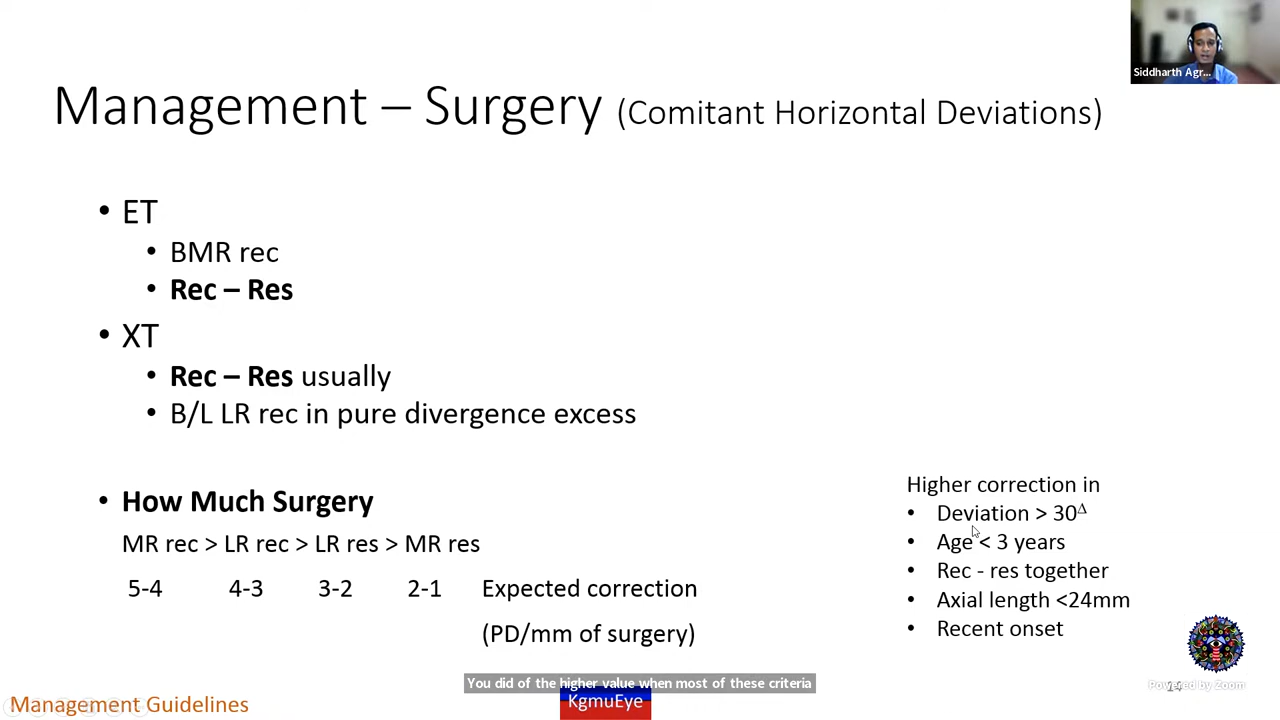 Siddharth Agr...
Management – Surgery (Comitant Horizontal Deviations)
• ET
• BMR rec
• Rec – Res
• XT
• Rec – Res usually
• B/L LR rec in pure divergence excess
• How Much Surgery
MR rec > LR rec > LR res > MR res
5-4 4-3 3-2 2-1 Expected correction
(PD/mm of surgery)
Higher correction in
• Deviation > 30Δ
• Age < 3 years
• Rec - res together
• Axial length <24mm
• Recent onset
You did of the higher value when most of these criteria
Management Guidelines
KgmuEye
Powered by Zoom
14